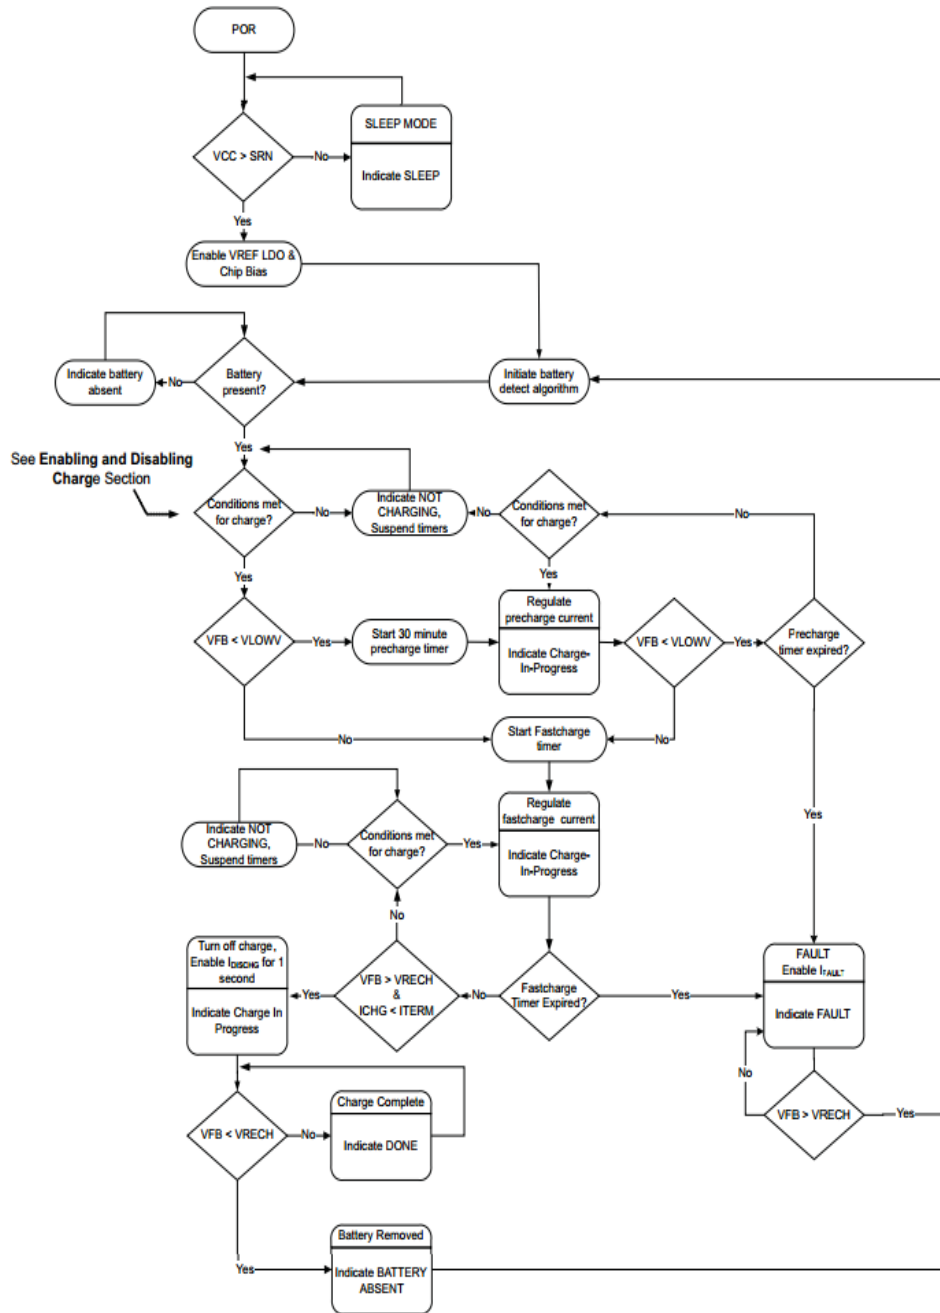 POR
SLEEP MODE
VCC > SRN
No
Indicate SLEEP
Yes
Enable VREF LDO &
Chip Bias
Indicate battery
absent
No
Battery
present?
Initiate battery
detect algorithm
Yes
See Enabling and Disabling
Charge Section
Conditions met
for charge?
No
Indicate NOT
CHARGING,
Suspend timers
No
Conditions met
for charge?
No
Yes
Yes
VFB < VLOWV
Yes
Start 30 minute
precharge timer
Regulate
precharge current
Indicate Charge-
In-Progress
VFB < VLOWV
Yes
Precharge
timer expired?
No
Start Fastcharge
timer
No
Yes
Indicate NOT
CHARGING,
Suspend timers
No
Conditions met
for charge?
Yes
Regulate
fastcharge current
Indicate Charge-
In-Progress
No
Turn off charge,
Enable IDISCHG for 1
second
Indicate Charge In
Progress
Yes
VFB > VRECH
&
ICHG < ITERM
No
Fastcharge
Timer Expired?
Yes
FAULT
Enable IFAULT
Indicate FAULT
No
VFB > VRECH
Yes
VFB < VRECH
No
Charge Complete
Indicate DONE
Yes
Battery Removed
Indicate BATTERY
ABSENT